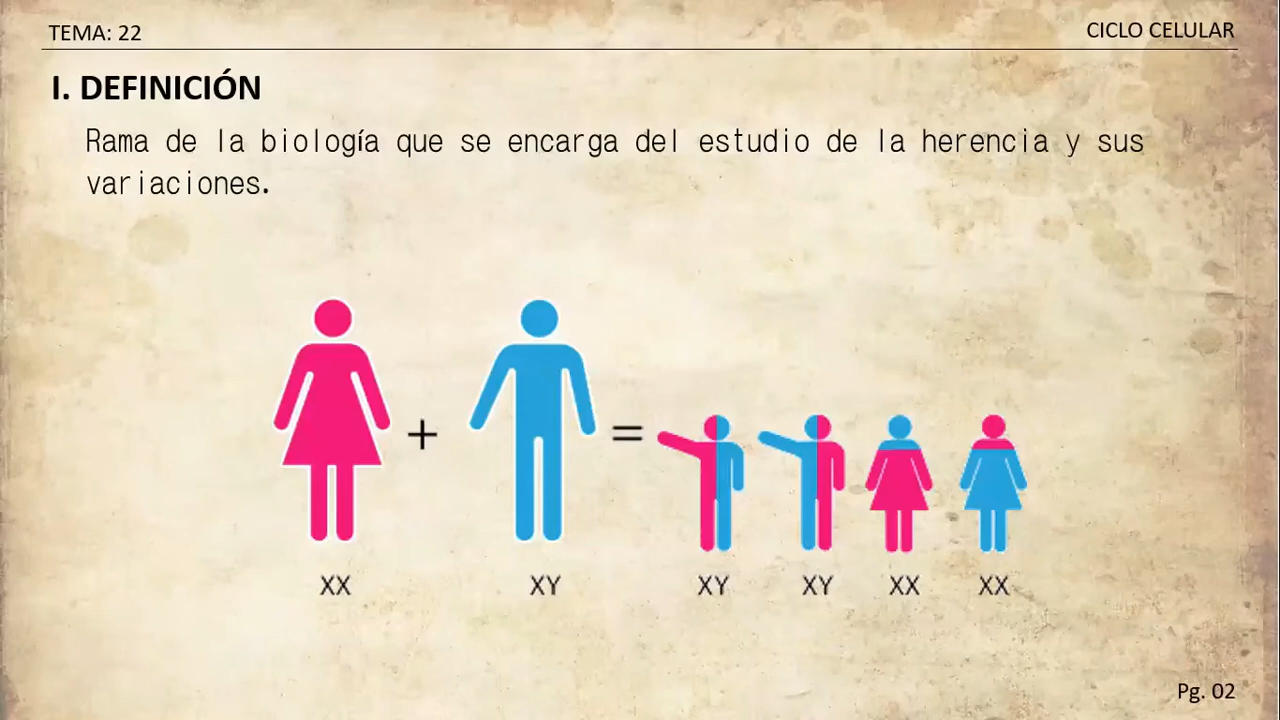 TEMA: 22
CICLO CELULAR
I. DEFINICIÓN
Rama de la biología que se encarga del estudio de la herencia y sus
variaciones.
+ =
XX XY XY XY XX XX
Pg. 02